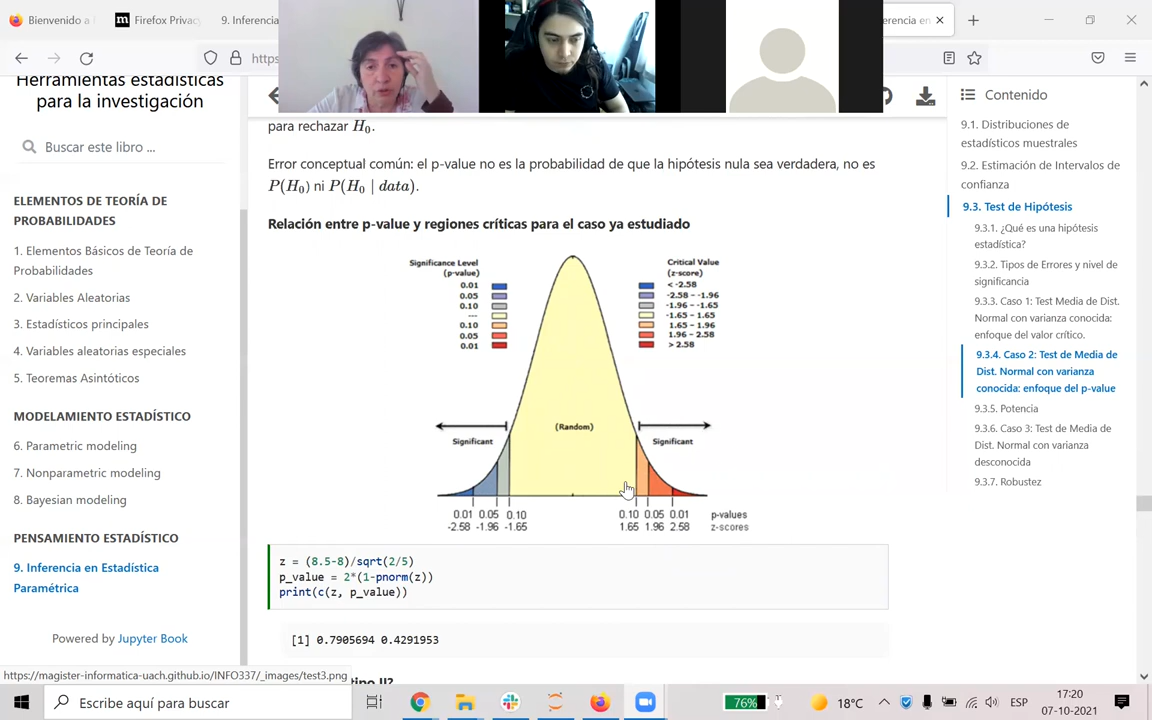 Bienvenido a
Firefox Privac
9. Inferencia
erencia en
https
Herramientas estadísticas
para la investigación
Buscar este libro ...
ELEMENTOS DE TEORÍA DE
PROBABILIDADES
1. Elementos Básicos de Teoría de
Probabilidades
2. Variables Aleatorias
3. Estadísticos principales
4. Variables aleatorias especiales
5. Teoremas Asintóticos
MODELAMIENTO ESTADÍSTICO
6. Parametric modeling
7. Nonparametric modeling
8. Bayesian modeling
PENSAMIENTO ESTADÍSTICO
9. Inferencia en Estadística
Paramétrica
Powered by Jupyter Book
para rechazar H₀.
Error conceptual común: el p-value no es la probabilidad de que la hipótesis nula sea verdadera, no es
P(H₀) ni P(H₀ | data).
Relación entre p-value y regiones críticas para el caso ya estudiado
Significance Level
(p-value)
0.01
0.05
0.10
---
0.10
0.05
0.01
Critical Value
(z-score)
< -2.58
-2.58 - -1.96
-1.96 - -1.65
-1.65 - 1.65
1.65 - 1.96
1.96 - 2.58
> 2.58
Significant
(Random)
Significant
0.01 0.05 0.10 0.10 0.05 0.01 p-values
-2.58 -1.96 -1.65 1.65 1.96 2.58 z-scores
z = (8.5-8)/sqrt(2/5)
p_value = 2*(1-pnorm(z))
print(c(z, p_value))
[1] 0.7905694 0.4291953
tipo II?
Contenido
9.1. Distribuciones de
estadísticos muestrales
9.2. Estimación de Intervalos de
confianza
9.3. Test de Hipótesis
9.3.1. ¿Qué es una hipótesis
estadística?
9.3.2. Tipos de Errores y nivel de
significancia
9.3.3. Caso 1: Test Media de Dist.
Normal con varianza conocida:
enfoque del valor crítico.
9.3.4. Caso 2: Test de Media de
Dist. Normal con varianza
conocida: enfoque del p-value
9.3.5. Potencia
9.3.6. Caso 3: Test de Media de
Dist. Normal con varianza
desconocida
9.3.7. Robustez
https://magister-informatica-uach.github.io/INFO337/_images/test3.png
Escribe aquí para buscar
76%
18°C
ESP
17:20
07-10-2021